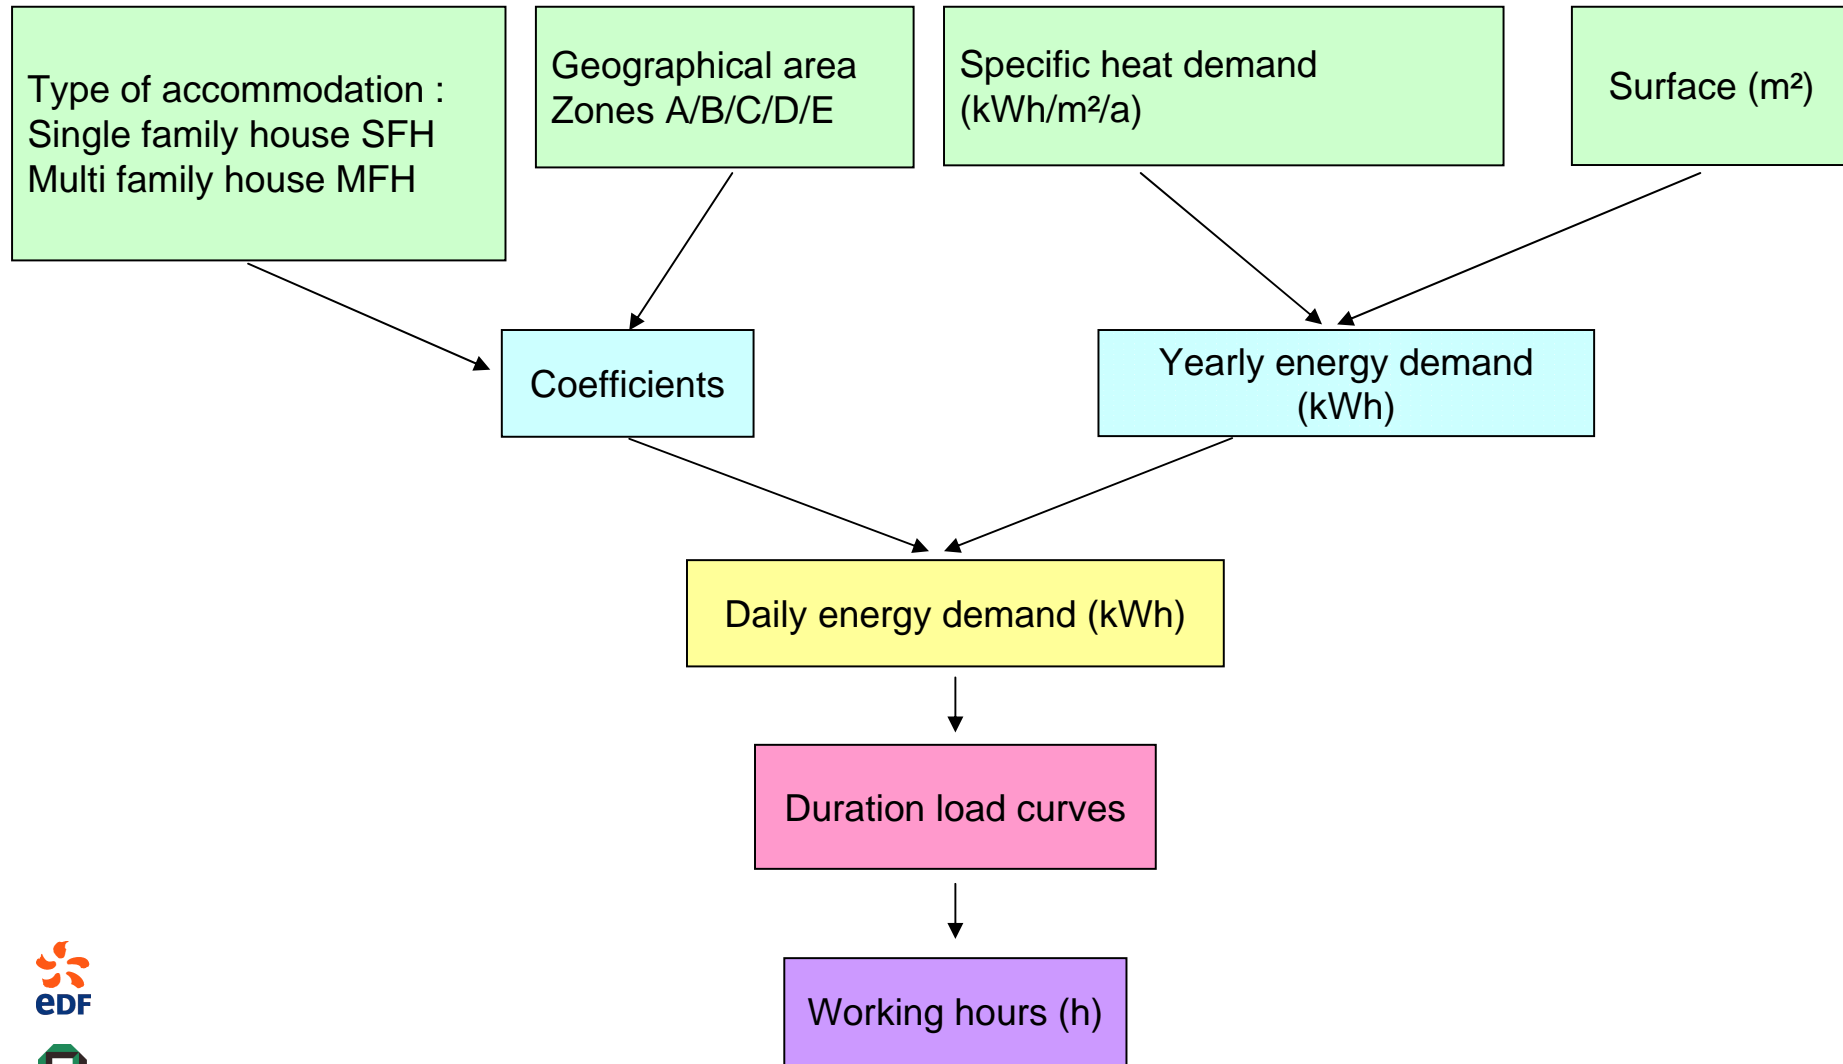 Type of accommodation :
Single family house SFH
Multi family house MFH
Geographical area
Zones A/B/C/D/E
Specific heat demand
(kWh/m²/a)
Surface (m²)
Coefficients
Yearly energy demand
(kWh)
Daily energy demand (kWh)
Duration load curves
Working hours (h)
eDF